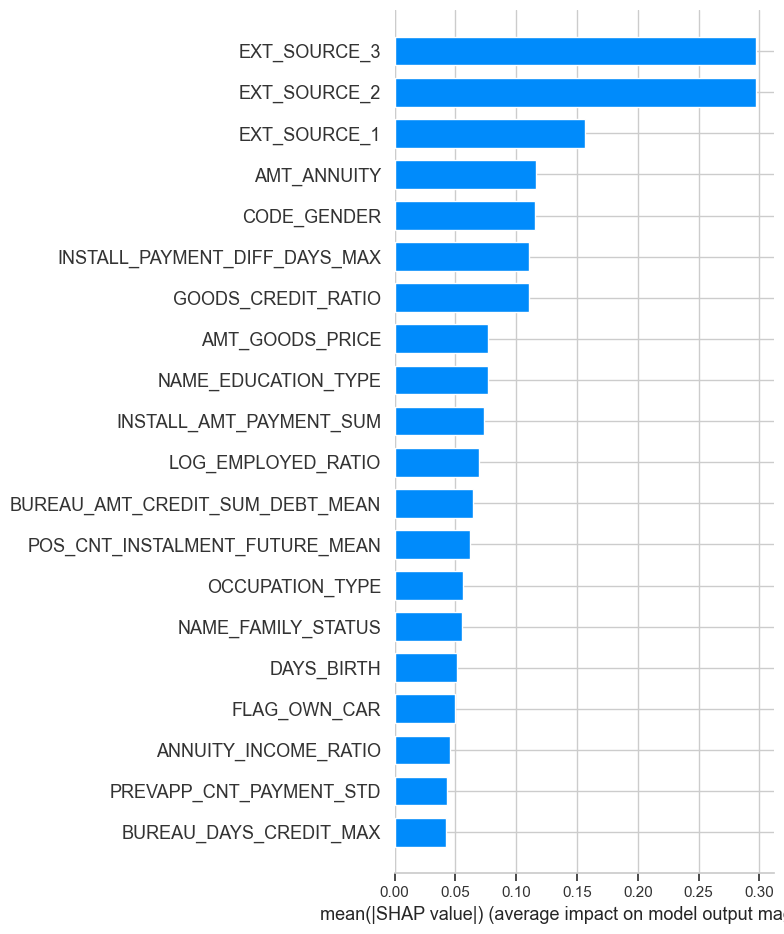 EXT_SOURCE_3
EXT_SOURCE_2
EXT_SOURCE_1
AMT_ANNUITY
CODE_GENDER
INSTALL_PAYMENT_DIFF_DAYS_MAX
GOODS_CREDIT_RATIO
AMT_GOODS_PRICE
NAME_EDUCATION_TYPE
INSTALL_AMT_PAYMENT_SUM
LOG_EMPLOYED_RATIO
BUREAU_AMT_CREDIT_SUM_DEBT_MEAN
POS_CNT_INSTALMENT_FUTURE_MEAN
OCCUPATION_TYPE
NAME_FAMILY_STATUS
DAYS_BIRTH
FLAG_OWN_CAR
ANNUITY_INCOME_RATIO
PREVAPP_CNT_PAYMENT_STD
BUREAU_DAYS_CREDIT_MAX
0.00 0.05 0.10 0.15 0.20 0.25 0.30
mean(|SHAP value|) (average impact on model output mag